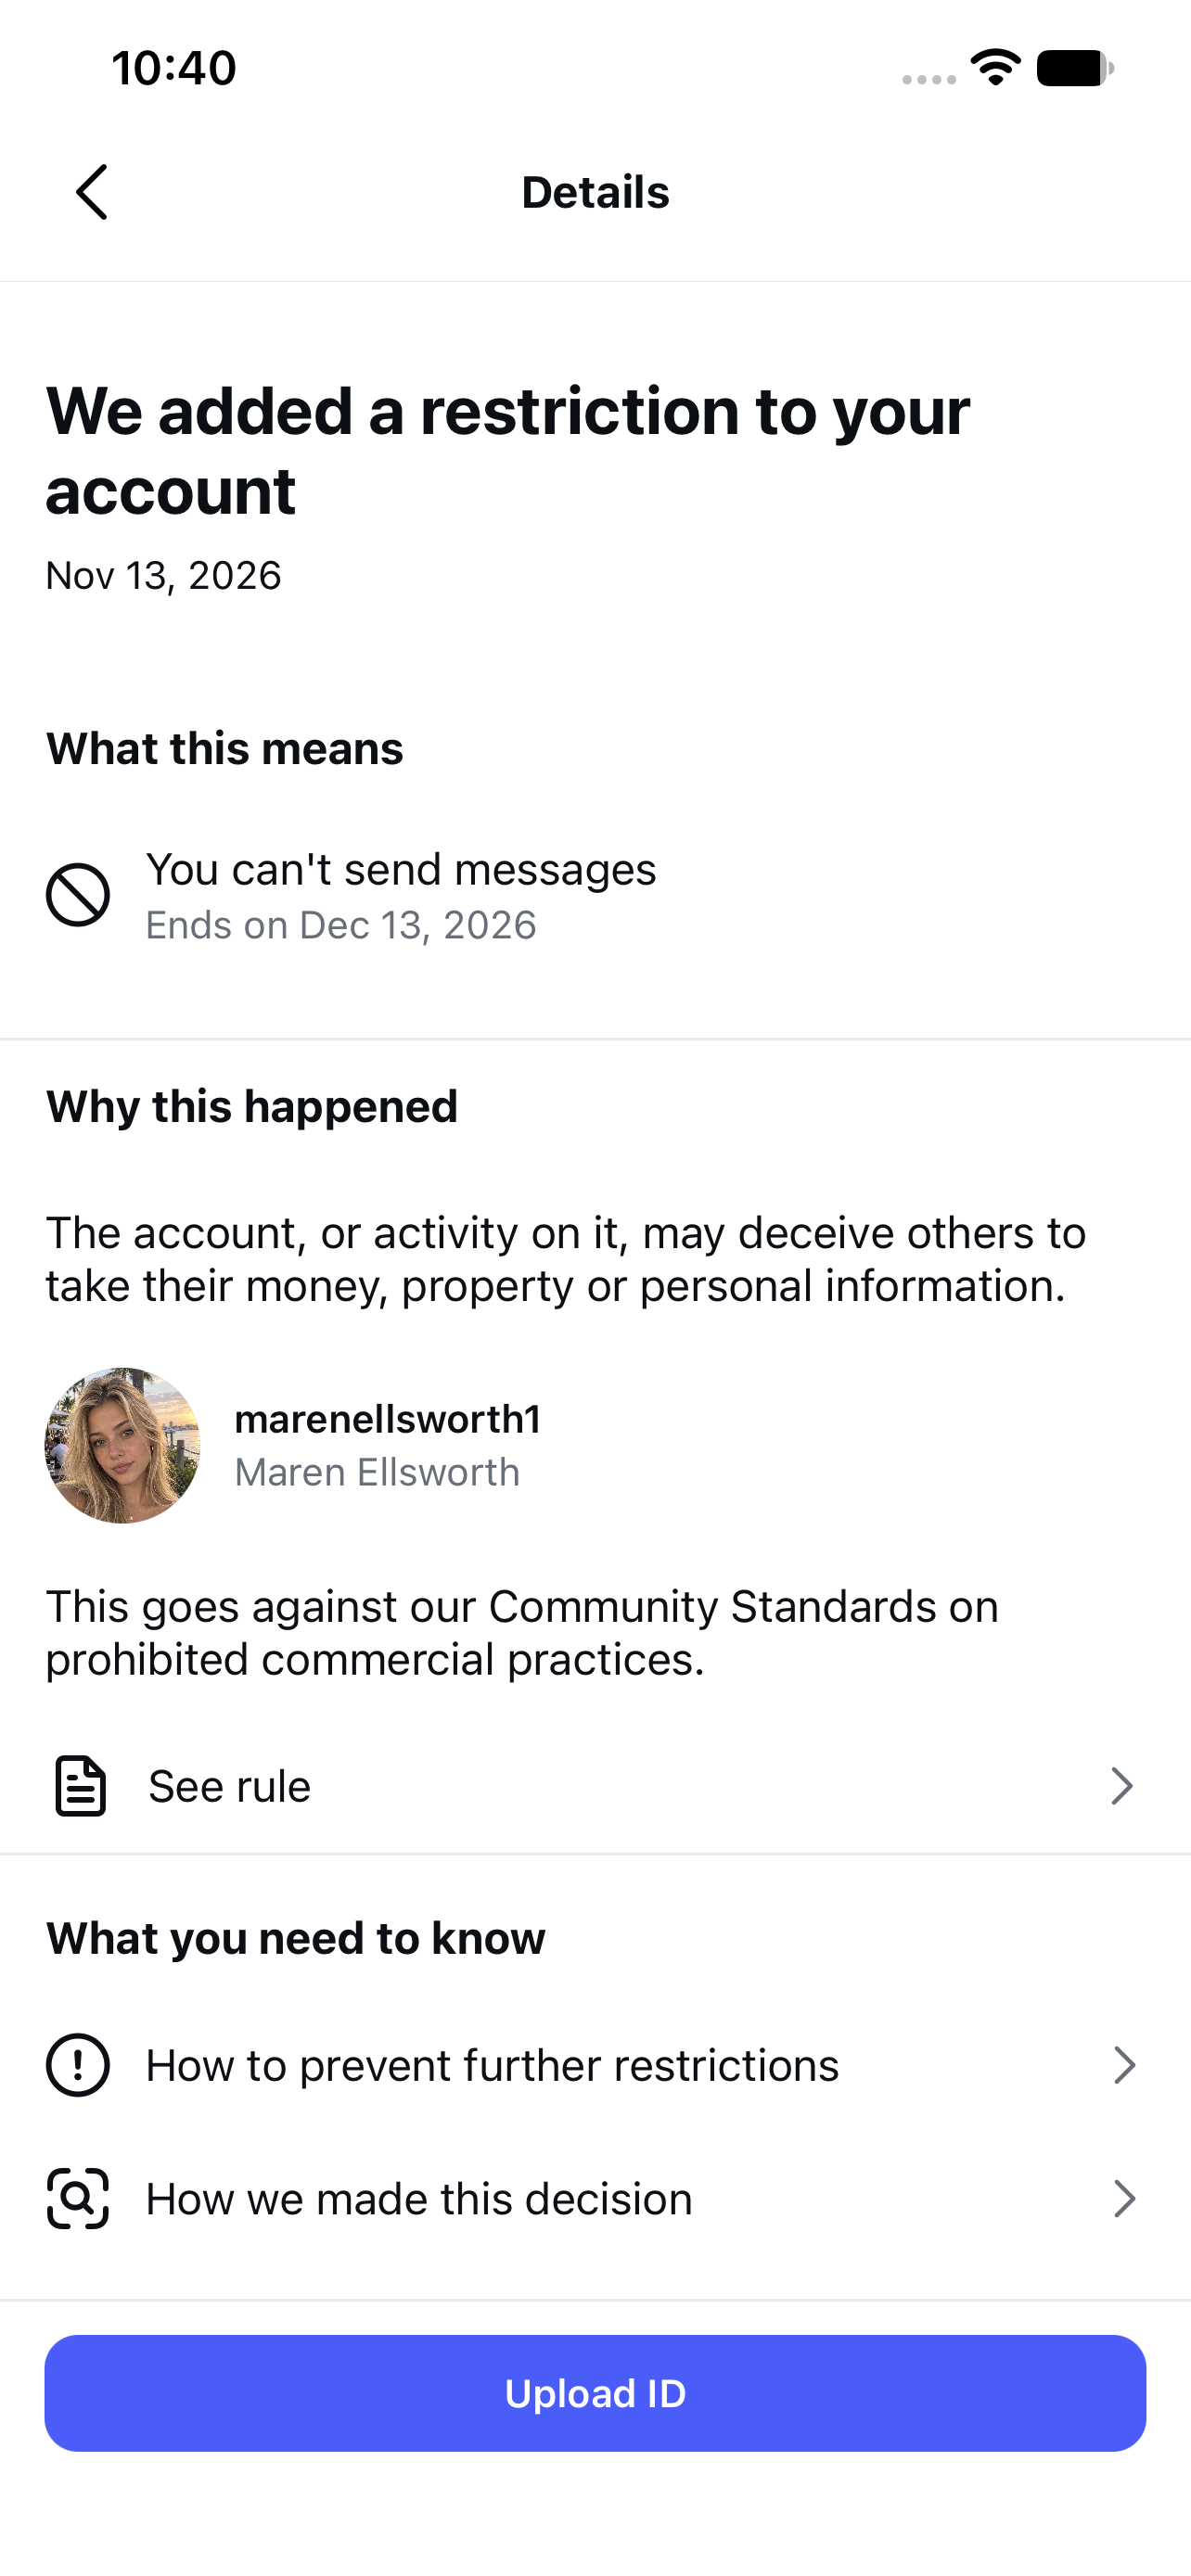 10:40
Details
We added a restriction to your
account
Nov 13, 2026
What this means
You can't send messages
Ends on Dec 13, 2026
Why this happened
The account, or activity on it, may deceive others to
take their money, property or personal information.
marenellsworth1
Maren Ellsworth
This goes against our Community Standards on
prohibited commercial practices.
See rule
What you need to know
How to prevent further restrictions
How we made this decision
Upload ID